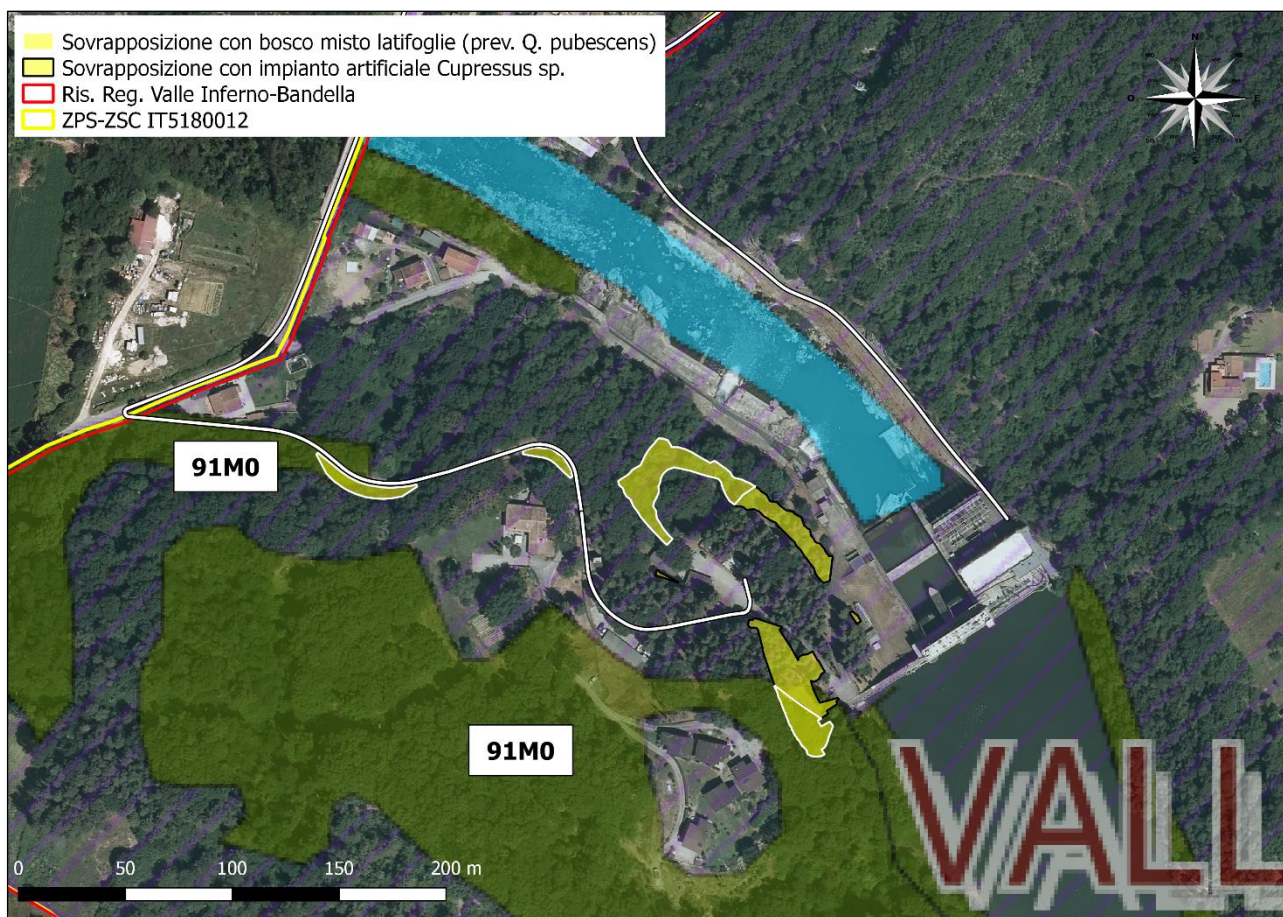 Sovrapposizione con bosco misto latifoglie (prev. Q. pubescens)
Sovrapposizione con impianto artificiale Cupressus sp.
Ris. Reg. Valle Inferno-Bandella
ZPS-ZSC IT5180012
N
O
E
S
91M0
91M0
0 50 100 150 200 m
VALL